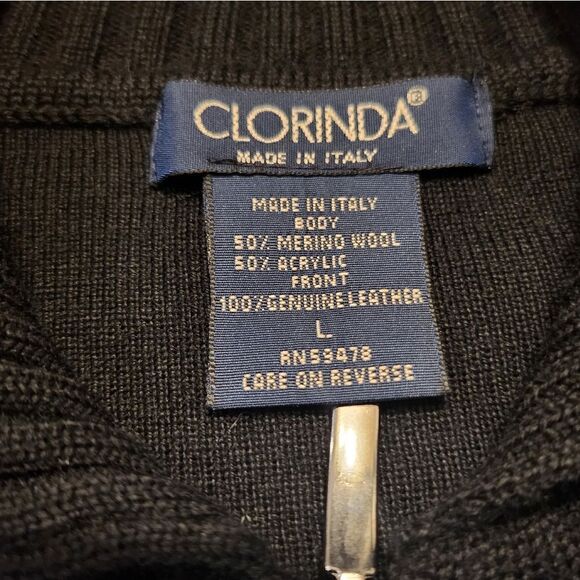 CLORINDA®
MADE IN ITALY
MADE IN ITALY
BODY
50% MERINO WOOL
50% ACRYLIC
FRONT
100% GENUINE LEATHER
L.
RN59478
CARE ON REVERSE